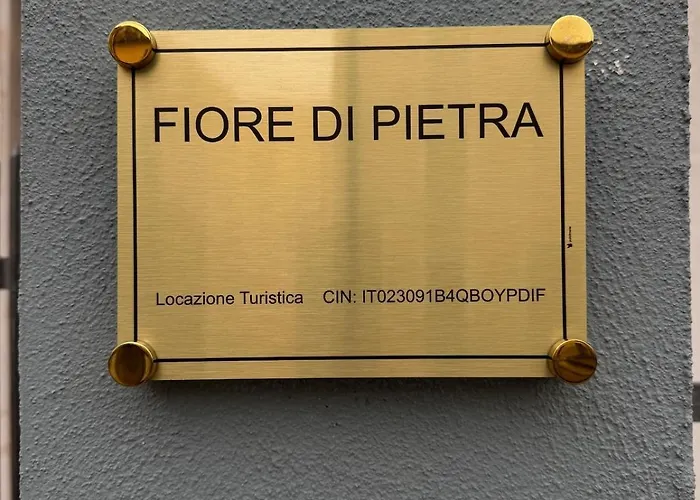 FIORE DI PIETRA
Locazione Turistica CIN: IT023091B4QBOYPDIF